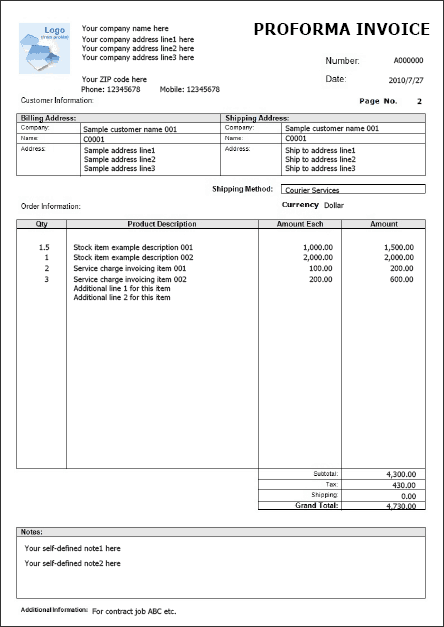 Logo
PROFORMA INVOICE
Your company name here
Your company address line1 here
Your company address line2 here
Your company address line3 here
Your ZIP code here
Phone: 12345678 Mobile: 12345678
Number: A000000
Date: 2010/7/27
Customer Information: Page No. 2
Billing Address: Shipping Address:
Company: Sample customer name 001 Company: Sample customer name 001
Name: C0001 Name: C0001
Address: Sample address line1 Address: Ship to address line1
Sample address line2 Ship to address line2
Sample address line3 Ship to address line3
Shipping Method: Courier Services
Order Information: Currency Dollar
Qty Product Description Amount Each Amount
1.5 Stock item example description 001 1,000.00 1,500.00
1 Stock item example description 002 2,000.00 2,000.00
2 Service charge invoicing item 001 100.00 200.00
3 Service charge invoicing item 002 200.00 600.00
Additional line 1 for this item
Additional line 2 for this item
Subtotal: 4,300.00
Tax: 430.00
Shipping: 0.00
Grand Total: 4,730.00
Notes:
Your self-defined note1 here
Your self-defined note2 here
Additional Information: For contract job ABC etc.